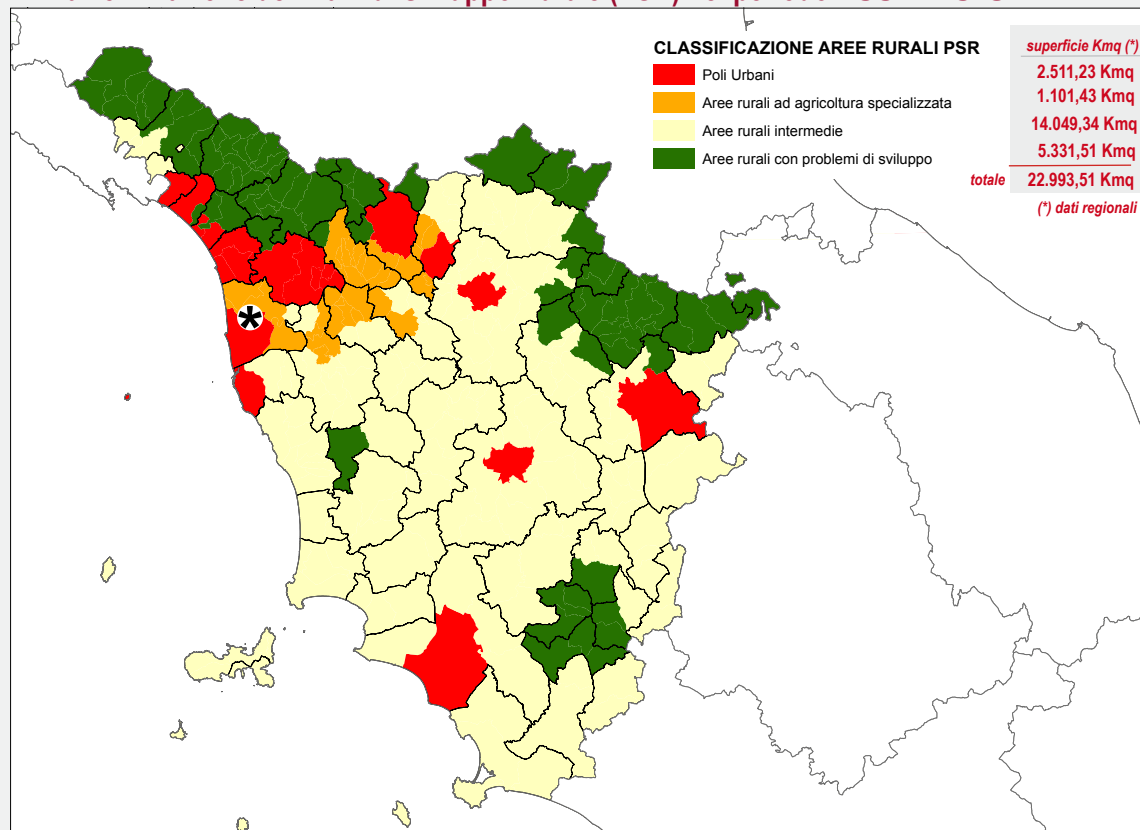 CLASSIFICAZIONE AREE RURALI PSR
superficie Kmq (*)
Poli Urbani
2.511,23 Kmq
Aree rurali ad agricoltura specializzata
1.101,43 Kmq
Aree rurali intermedie
14.049,34 Kmq
Aree rurali con problemi di sviluppo
5.331,51 Kmq
totale 22.993,51 Kmq
(*) dati regionali
*